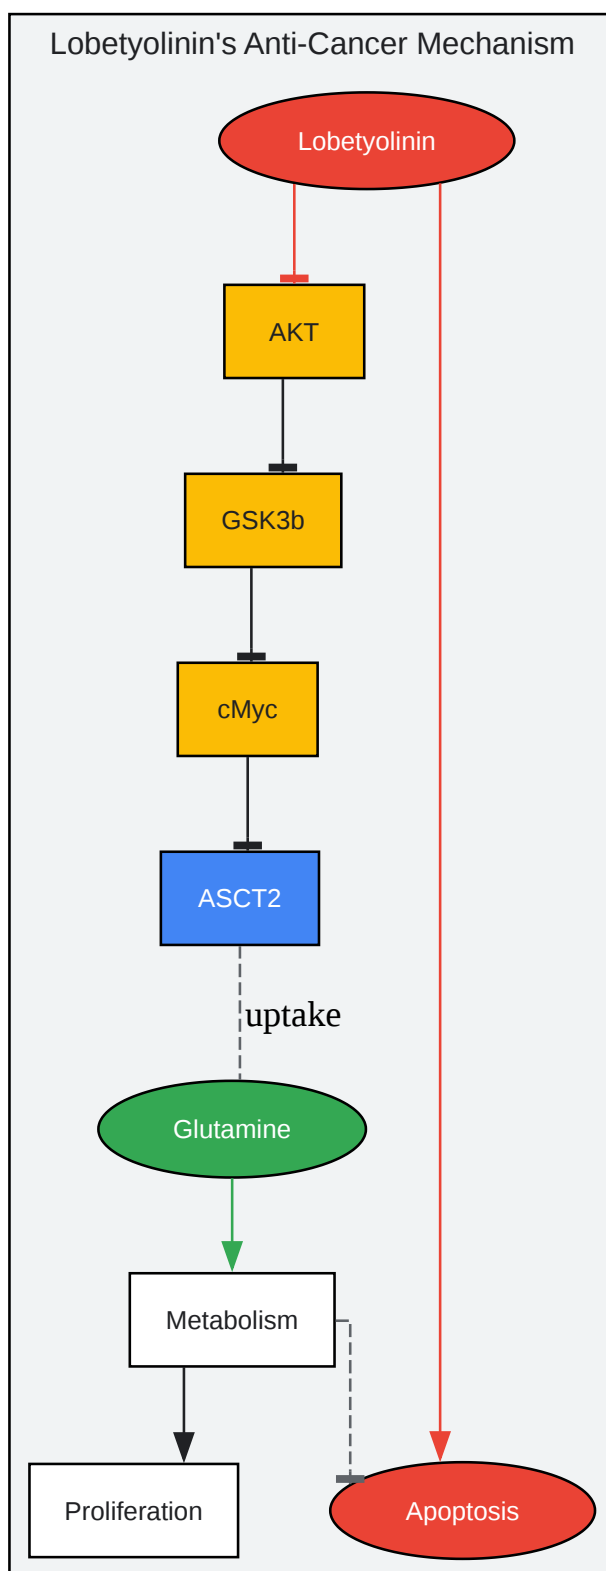 Lobetyolinin's Anti-Cancer Mechanism
Lobetyolinin
AKT
GSK3b
cMyc
ASCT2
uptake
Glutamine
Metabolism
Proliferation
Apoptosis